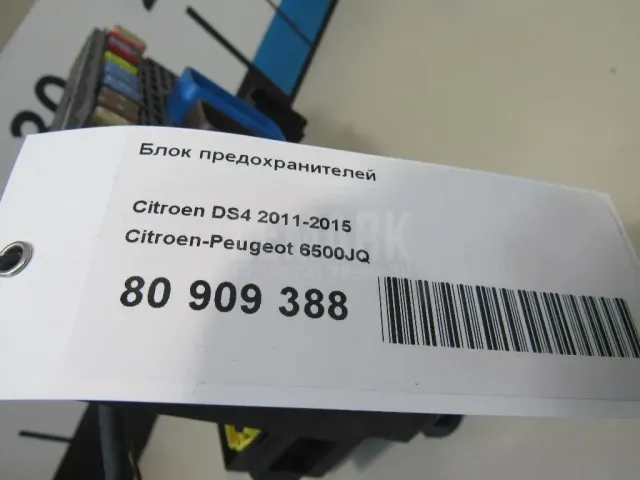 Блок предохранителей
Citroen DS4 2011-2015
Citroen-Peugeot 6500JQ
80 909 388